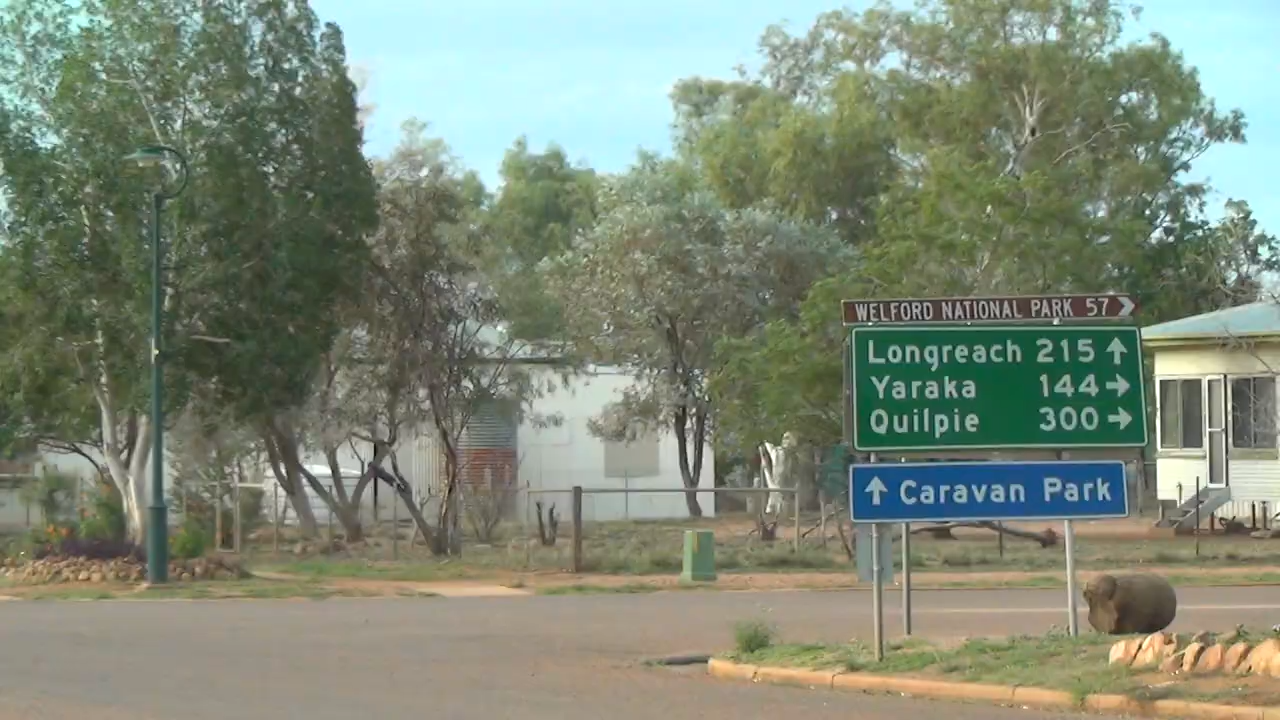 WELFORD NATIONAL PARK 57
Longreach 215 ↑
Yaraka 144 →
Quilpie 300 →
↑ Caravan Park